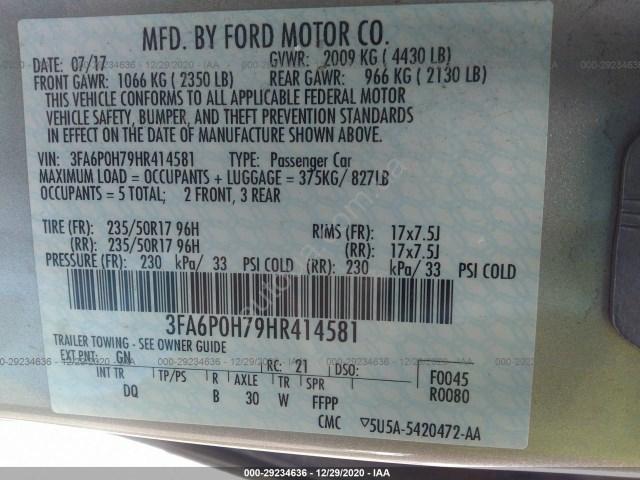 MFD. BY FORD MOTOR CO.
DATE: 07/17 GVWR: 2009 KG ( 4430 LB)
FRONT GAWR: 1066 KG ( 2350 LB) REAR GAWR: 966 KG ( 2130 LB)
THIS VEHICLE CONFORMS TO ALL APPLICABLE FEDERAL MOTOR
VEHICLE SAFETY, BUMPER, AND THEFT PREVENTION STANDARDS
IN EFFECT ON THE DATE OF MANUFACTURE SHOWN ABOVE.
VIN: 3FA6P0H79HR414581 TYPE: Passenger Car
MAXIMUM LOAD = OCCUPANTS + LUGGAGE = 375KG/ 827LB
OCCUPANTS = 5 TOTAL; 2 FRONT, 3 REAR
TIRE (FR): 235/50R17 96H RIMS (FR): 17x7.5J
(RR): 235/50R17 96H (RR): 17x7.5J
PRESSURE (FR): 230 kPa/ 33 PSI COLD (RR): 230 kPa/ 33 PSI COLD
3FA6P0H79HR414581
TRAILER TOWING - SEE OWNER GUIDE
EXT PNT: GN RC: 21 DSO: F0045
INT TR TP/PS R AXLE TR SPR R0080
DQ B 30 W FFPP
CMC ▽5U5A-5420472-AA
000-29234636 - 12/29/2020 - IAA